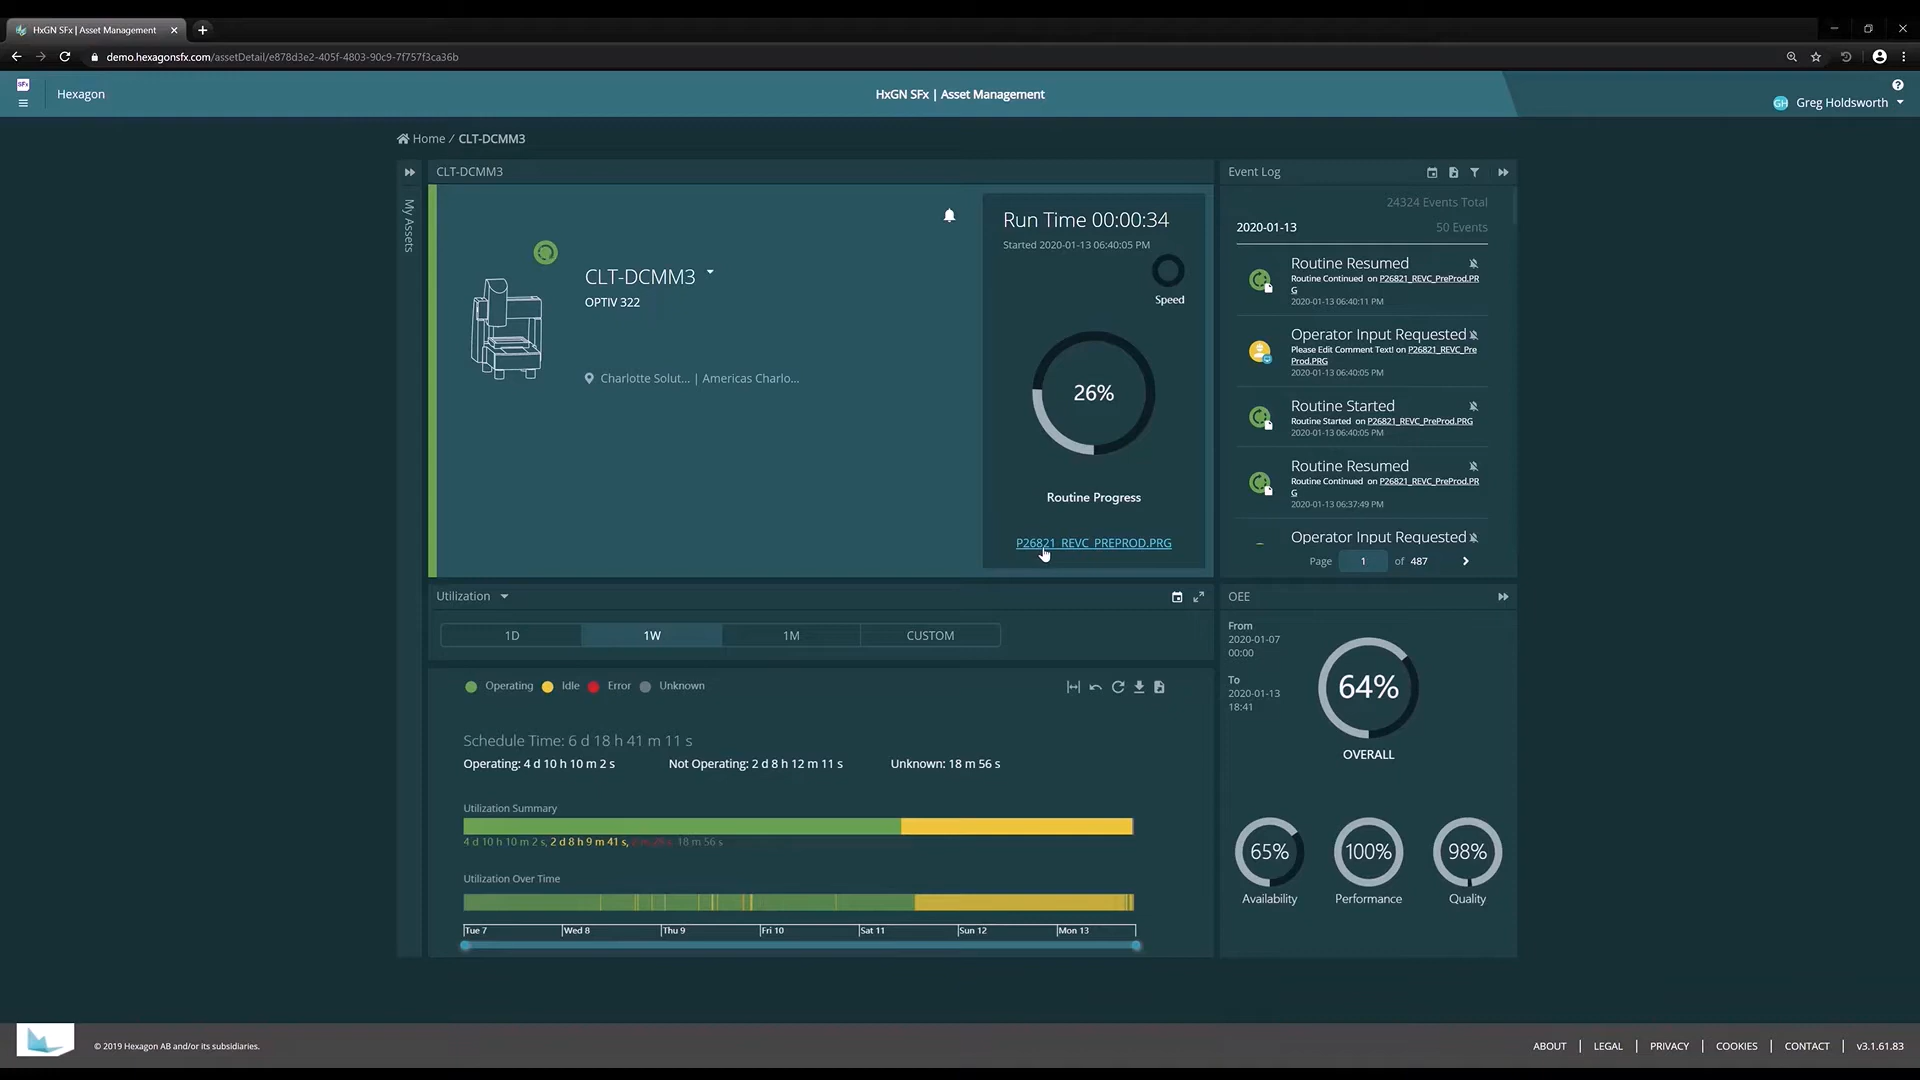 HxGN SFx | Asset Management
demo.hexagonsfx.com/assetDetail/e878d3e2-405f-4803-90c9-7f757f3ca36b
SFx
Hexagon
HxGN SFx | Asset Management
GH Greg Holdsworth
Home / CLT-DCMM3
My Assets
CLT-DCMM3
CLT-DCMM3
OPTIV 322
Charlotte Solut... | Americas Charlo...
Run Time 00:00:34
Started 2020-01-13 06:40:05 PM
Speed
26%
Routine Progress
P26821_REVC_PREPROD.PRG
Event Log
24324 Events Total
2020-01-13 50 Events
Routine Resumed
Routine Continued on P26821_REVC_PreProd.PR
G
2020-01-13 06:40:11 PM
Operator Input Requested
Please Edit Comment Text! on P26821_REVC_Pre
Prod.PRG
2020-01-13 06:40:05 PM
Routine Started
Routine Started on P26821_REVC_PreProd.PRG
2020-01-13 06:40:05 PM
Routine Resumed
Routine Continued on P26821_REVC_PreProd.PR
G
2020-01-13 06:37:49 PM
Operator Input Requested
Page 1 of 487
Utilization
1D 1W 1M CUSTOM
Operating Idle Error Unknown
Schedule Time: 6 d 18 h 41 m 11 s
Operating: 4 d 10 h 10 m 2 s Not Operating: 2 d 8 h 12 m 11 s Unknown: 18 m 56 s
Utilization Summary
4 d 10 h 10 m 2 s, 2 d 8 h 9 m 41 s, 18 m 56 s
Utilization Over Time
Tue 7 Wed 8 Thu 9 Fri 10 Sat 11 Sun 12 Mon 13
OEE
From
2020-01-07
00:00
To
2020-01-13
18:41
64%
OVERALL
65% 100% 98%
Availability Performance Quality
© 2019 Hexagon AB and/or its subsidiaries.
ABOUT | LEGAL | PRIVACY | COOKIES | CONTACT | v3.1.61.83